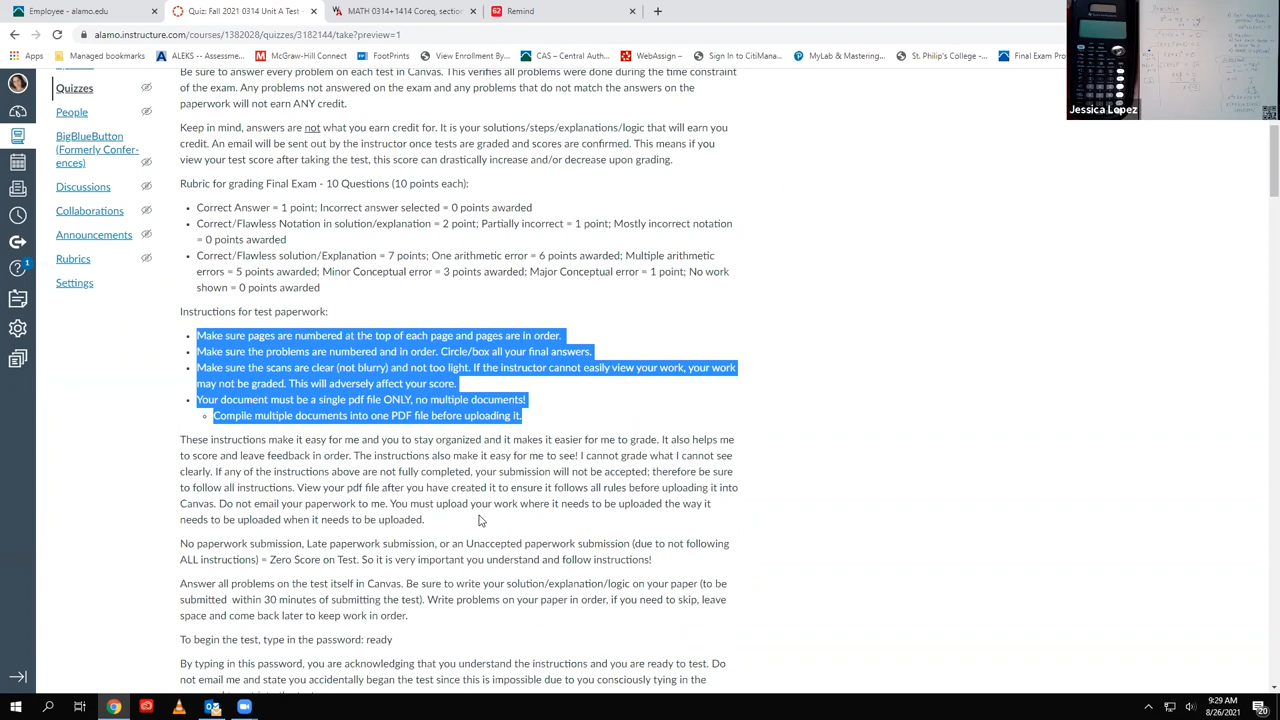 Employee - alamo.edu
Quiz: Fall 2021 0314 Unit A Test -
MATH 0314+1414 Coreq, section
62 Remind
alamo.instructure.com/courses/1382028/quizzes/3182144/take?preview=1
Apps
Managed bookmarks
ALEKS -- McGraw...
McGraw-Hill Connect
Imported
Central Auth...
WebAssign -
Sign In to CitiMana...
MyLab Mastering...
St. Philip's College -...
Final Exam Pro
Jessica Lopez
Quizzes
People
BigBlueButton
(Formerly Confer-
ences)
Discussions
Collaborations
Announcements
Rubrics
Settings
1
Be sure to answer every problem on each test in Canvas. This verifies all problems were done during the time constraint
of the exam. Any problems not answered on the exam and any problems that do not match the answers on the
paperwork will not earn ANY credit.
Keep in mind, answers are not what you earn credit for. It is your solutions/steps/explanations/logic that will earn you
credit. An email will be sent out by the instructor once tests are graded and scores are confirmed. This means if you
view your test score after taking the test, this score can drastically increase and/or decrease upon grading.
Rubric for grading Final Exam - 10 Questions (10 points each):
Correct Answer = 1 point; Incorrect answer selected = 0 points awarded
Correct/Flawless Notation in solution/explanation = 2 point; Partially incorrect = 1 point; Mostly incorrect notation
= 0 points awarded
Correct/Flawless solution/Explanation = 7 points; One arithmetic error = 6 points awarded; Multiple arithmetic
errors = 5 points awarded; Minor Conceptual error = 3 points awarded; Major Conceptual error = 1 point; No work
shown = 0 points awarded
Instructions for test paperwork:
Make sure pages are numbered at the top of each page and pages are in order.
Make sure the problems are numbered and in order. Circle/box all your final answers.
Make sure the scans are clear (not blurry) and not too light. If the instructor cannot easily view your work, your work
may not be graded. This will adversely affect your score.
Your document must be a single pdf file ONLY, no multiple documents!
Compile multiple documents into one PDF file before uploading it.
These instructions make it easy for me and you to stay organized and it makes it easier for me to grade. It also helps me
to score and leave feedback in order. The instructions also make it easy for me to see! I cannot grade what I cannot see
clearly. If any of the instructions above are not fully completed, your submission will not be accepted; therefore be sure
to follow all instructions. View your pdf file after you have created it to ensure it follows all rules before uploading it into
Canvas. Do not email your paperwork to me. You must upload your work where it needs to be uploaded the way it
needs to be uploaded when it needs to be uploaded.
No paperwork submission, Late paperwork submission, or an Unaccepted paperwork submission (due to not following
ALL instructions) = Zero Score on Test. So it is very important you understand and follow instructions!
Answer all problems on the test itself in Canvas. Be sure to write your solution/explanation/logic on your paper (to be
submitted within 30 minutes of submitting the test). Write problems on your paper in order, if you need to skip, leave
space and come back later to keep work in order.
To begin the test, type in the password: ready
By typing in this password, you are acknowledging that you understand the instructions and you are ready to test. Do
not email me and state you accidentally began the test since this is impossible due to you consciously tying in the
9:29 AM
8/26/2021
20